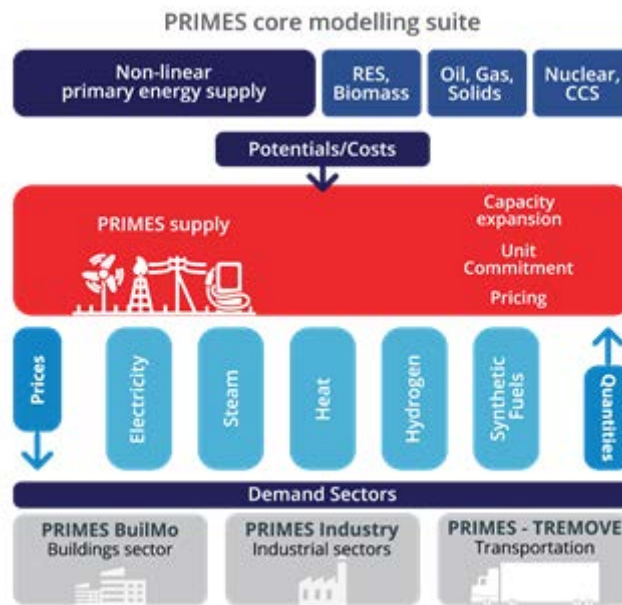 PRIMES core modelling suite
Non-linear
primary energy supply
RES,
Biomass
Oil, Gas,
Solids
Nuclear,
CCS
Potentials/Costs
PRIMES supply
Capacity
expansion
Unit
Commitment
Pricing
Prices
Electricity
Steam
Heat
Hydrogen
Synthetic
Fuels
Quantities
Demand Sectors
PRIMES BuilMo
Buildings sector
PRIMES Industry
Industrial sectors
PRIMES - TREMOVE
Transportation